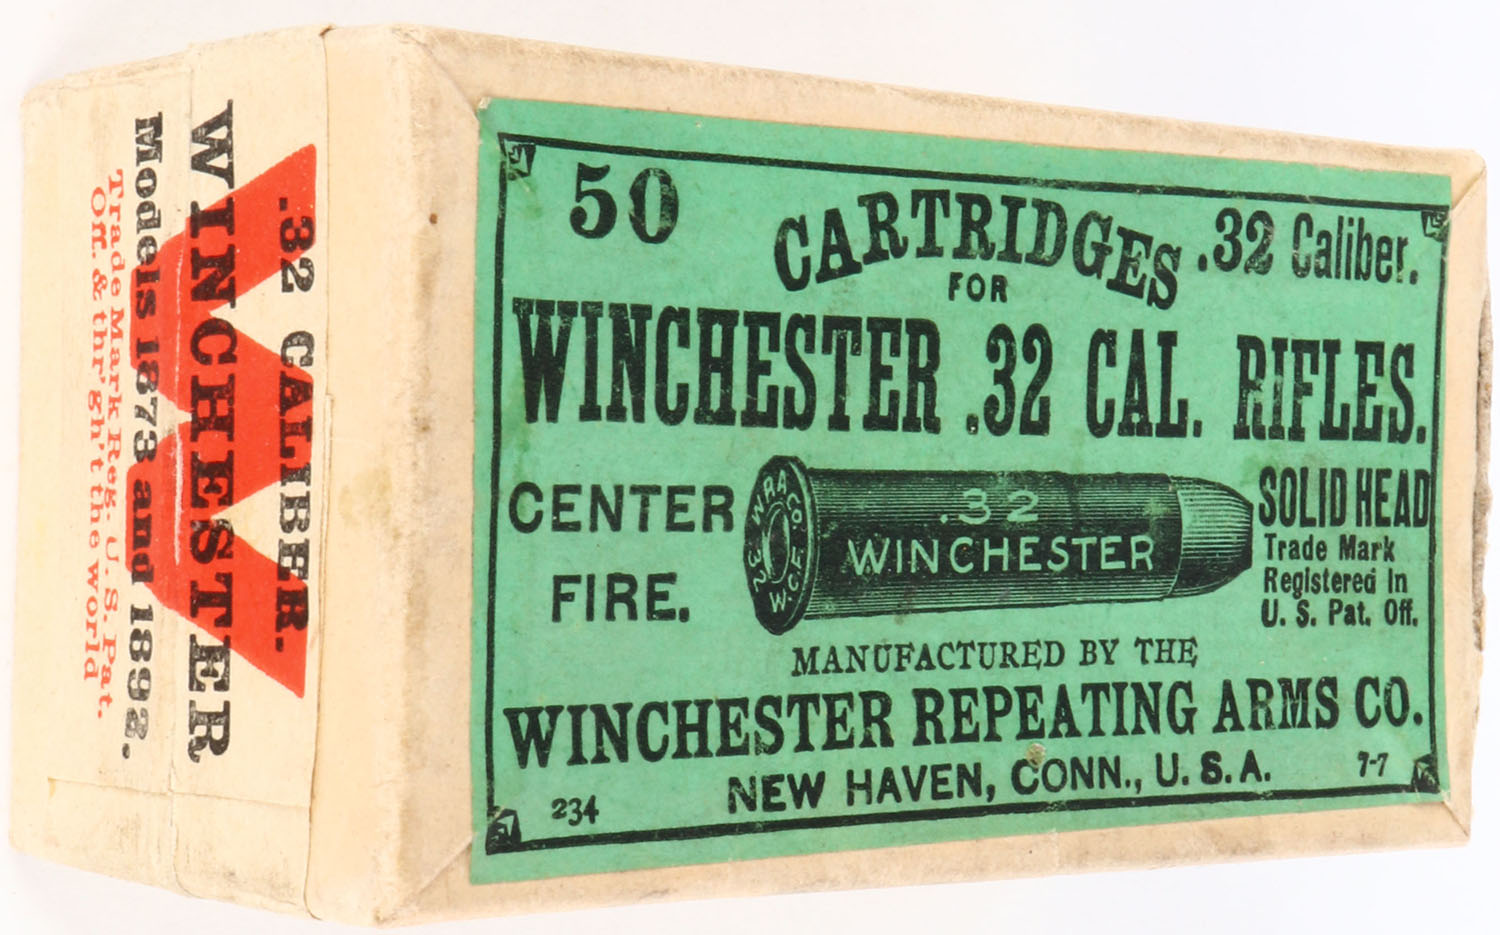 50 CARTRIDGES .32 Caliber.
FOR
WINCHESTER .32 CAL. RIFLES.
CENTER
FIRE.
W.R.A.CO.
32 W-C.F.
.32
WINCHESTER
SOLID HEAD
Trade Mark
Registered In
U. S. Pat. Off.
MANUFACTURED BY THE
WINCHESTER REPEATING ARMS CO.
NEW HAVEN, CONN., U. S. A.
234
7-7
.32 CALIBER.
WINCHESTER
Models 1873 and 1892.
Trade Mark Reg. U. S. Pat.
Off. & thr'gh't the world
W